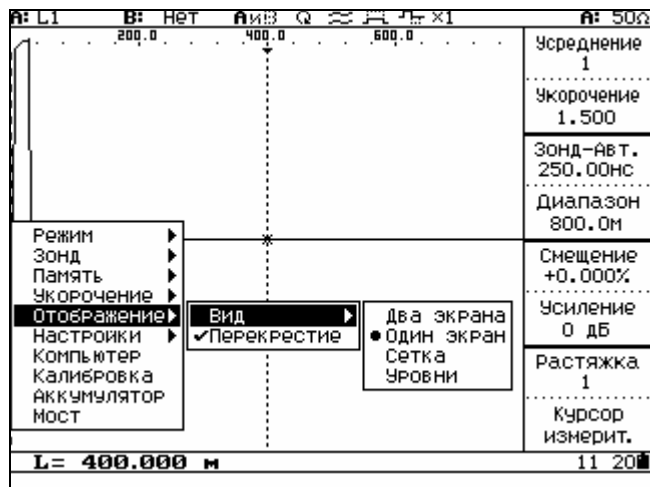 A: L1 B: Нет АиВ Q ×1 A: 50Ω
200.0 400.0 600.0
Усреднение
1
Укорочение
1.500
Зонд-Авт.
250.00нс
Диапазон
800.0м
Смещение
+0.000%
Усиление
0 дБ
Растяжка
1
Курсор
измерит.
Режим
Зонд
Память
Укорочение
Отображение
Настройки
Компьютер
Калибровка
Аккумулятор
Мост
Вид
✔Перекрестие
Два экрана
●Один экран
Сетка
Уровни
L= 400.000 м 11 20